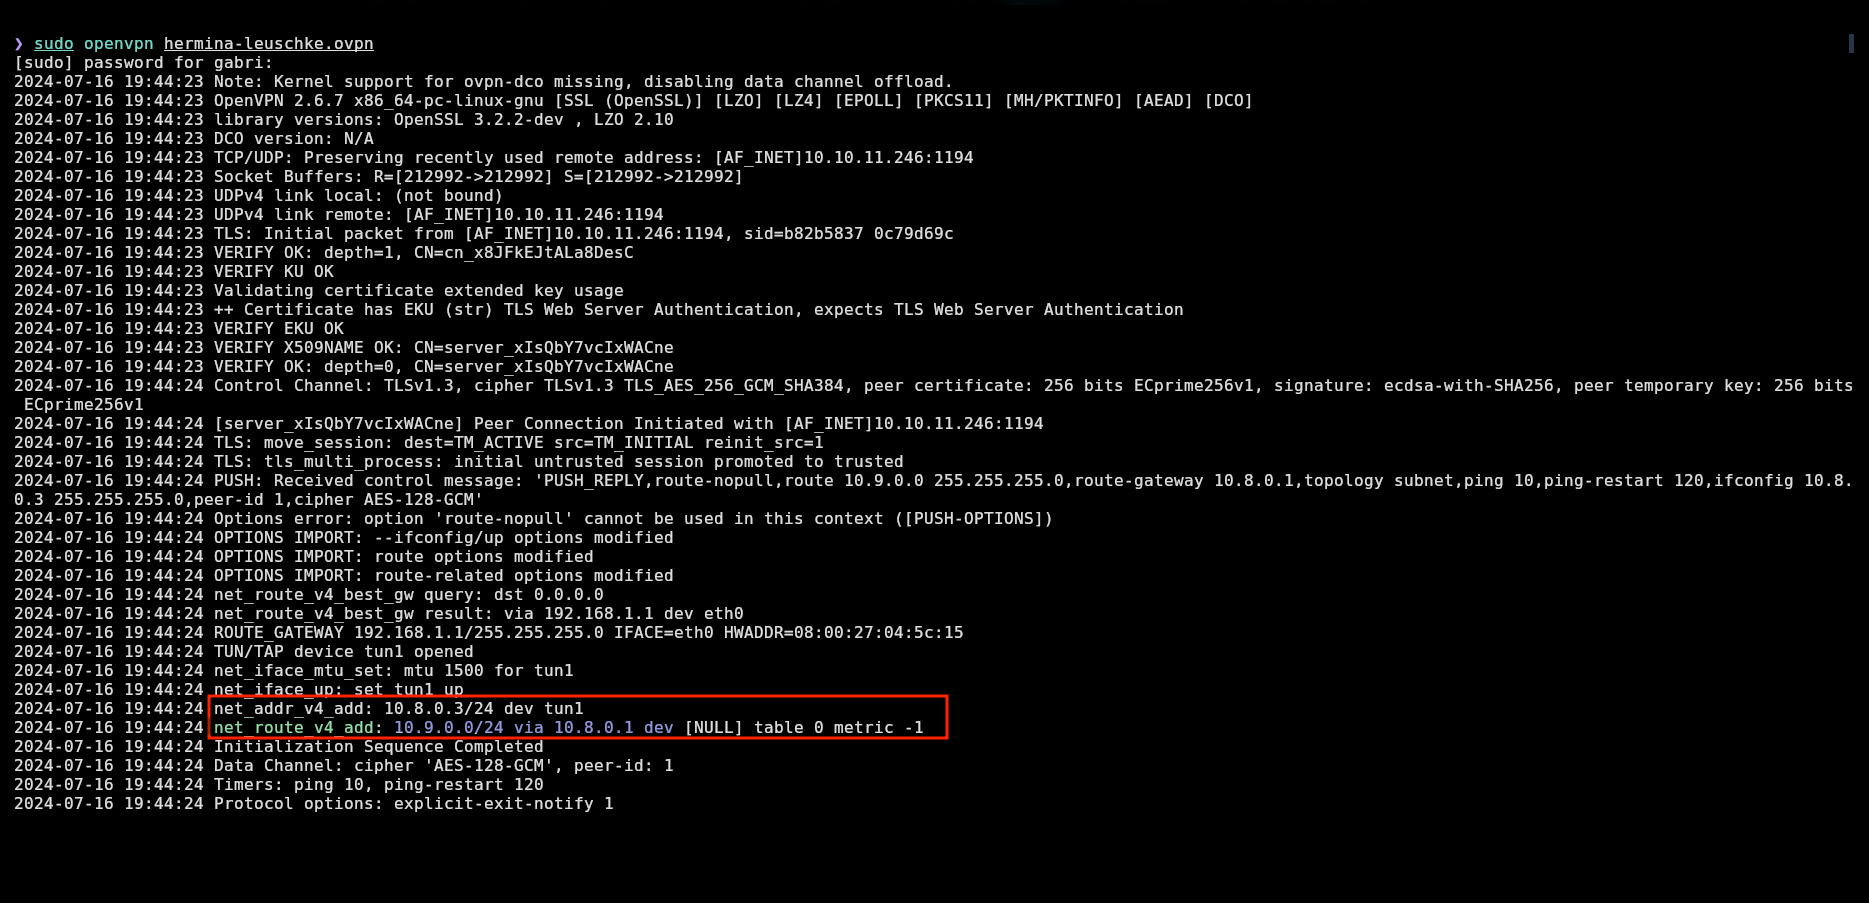 ❯ sudo openvpn hermina-leuschke.ovpn
[sudo] password for gabri:
2024-07-16 19:44:23 Note: Kernel support for ovpn-dco missing, disabling data channel offload.
2024-07-16 19:44:23 OpenVPN 2.6.7 x86_64-pc-linux-gnu [SSL (OpenSSL)] [LZO] [LZ4] [EPOLL] [PKCS11] [MH/PKTINFO] [AEAD] [DCO]
2024-07-16 19:44:23 library versions: OpenSSL 3.2.2-dev , LZO 2.10
2024-07-16 19:44:23 DCO version: N/A
2024-07-16 19:44:23 TCP/UDP: Preserving recently used remote address: [AF_INET]10.10.11.246:1194
2024-07-16 19:44:23 Socket Buffers: R=[212992->212992] S=[212992->212992]
2024-07-16 19:44:23 UDPv4 link local: (not bound)
2024-07-16 19:44:23 UDPv4 link remote: [AF_INET]10.10.11.246:1194
2024-07-16 19:44:23 TLS: Initial packet from [AF_INET]10.10.11.246:1194, sid=b82b5837 0c79d69c
2024-07-16 19:44:23 VERIFY OK: depth=1, CN=cn_x8JFkEJtALa8DesC
2024-07-16 19:44:23 VERIFY KU OK
2024-07-16 19:44:23 Validating certificate extended key usage
2024-07-16 19:44:23 ++ Certificate has EKU (str) TLS Web Server Authentication, expects TLS Web Server Authentication
2024-07-16 19:44:23 VERIFY EKU OK
2024-07-16 19:44:23 VERIFY X509NAME OK: CN=server_xIsQbY7vcIxWACne
2024-07-16 19:44:23 VERIFY OK: depth=0, CN=server_xIsQbY7vcIxWACne
2024-07-16 19:44:24 Control Channel: TLSv1.3, cipher TLSv1.3 TLS_AES_256_GCM_SHA384, peer certificate: 256 bits ECprime256v1, signature: ecdsa-with-SHA256, peer temporary key: 256 bits
 ECprime256v1
2024-07-16 19:44:24 [server_xIsQbY7vcIxWACne] Peer Connection Initiated with [AF_INET]10.10.11.246:1194
2024-07-16 19:44:24 TLS: move_session: dest=TM_ACTIVE src=TM_INITIAL reinit_src=1
2024-07-16 19:44:24 TLS: tls_multi_process: initial untrusted session promoted to trusted
2024-07-16 19:44:24 PUSH: Received control message: 'PUSH_REPLY,route-nopull,route 10.9.0.0 255.255.255.0,route-gateway 10.8.0.1,topology subnet,ping 10,ping-restart 120,ifconfig 10.8.
0.3 255.255.255.0,peer-id 1,cipher AES-128-GCM'
2024-07-16 19:44:24 Options error: option 'route-nopull' cannot be used in this context ([PUSH-OPTIONS])
2024-07-16 19:44:24 OPTIONS IMPORT: --ifconfig/up options modified
2024-07-16 19:44:24 OPTIONS IMPORT: route options modified
2024-07-16 19:44:24 OPTIONS IMPORT: route-related options modified
2024-07-16 19:44:24 net_route_v4_best_gw query: dst 0.0.0.0
2024-07-16 19:44:24 net_route_v4_best_gw result: via 192.168.1.1 dev eth0
2024-07-16 19:44:24 ROUTE_GATEWAY 192.168.1.1/255.255.255.0 IFACE=eth0 HWADDR=08:00:27:04:5c:15
2024-07-16 19:44:24 TUN/TAP device tun1 opened
2024-07-16 19:44:24 net_iface_mtu_set: mtu 1500 for tun1
2024-07-16 19:44:24 net_iface_up: set tun1 up
2024-07-16 19:44:24 net_addr_v4_add: 10.8.0.3/24 dev tun1
2024-07-16 19:44:24 net_route_v4_add: 10.9.0.0/24 via 10.8.0.1 dev [NULL] table 0 metric -1
2024-07-16 19:44:24 Initialization Sequence Completed
2024-07-16 19:44:24 Data Channel: cipher 'AES-128-GCM', peer-id: 1
2024-07-16 19:44:24 Timers: ping 10, ping-restart 120
2024-07-16 19:44:24 Protocol options: explicit-exit-notify 1